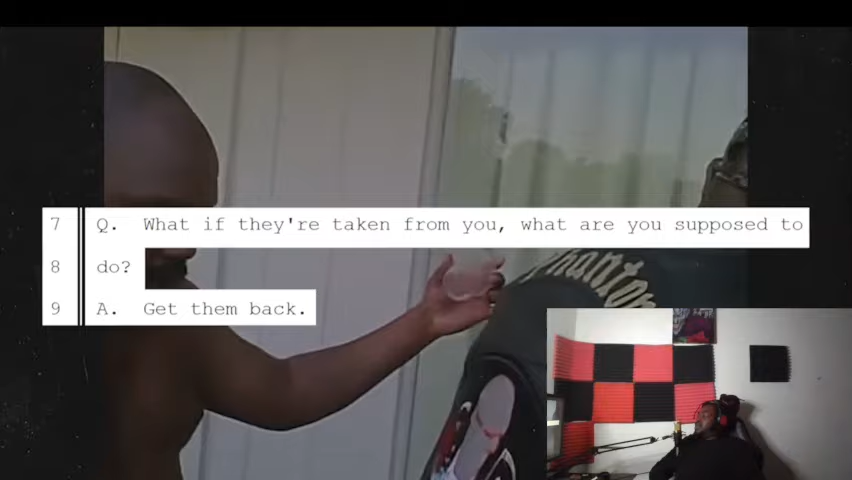 7 Q. What if they're taken from you, what are you supposed to
8 do?
9 A. Get them back.
Phantom